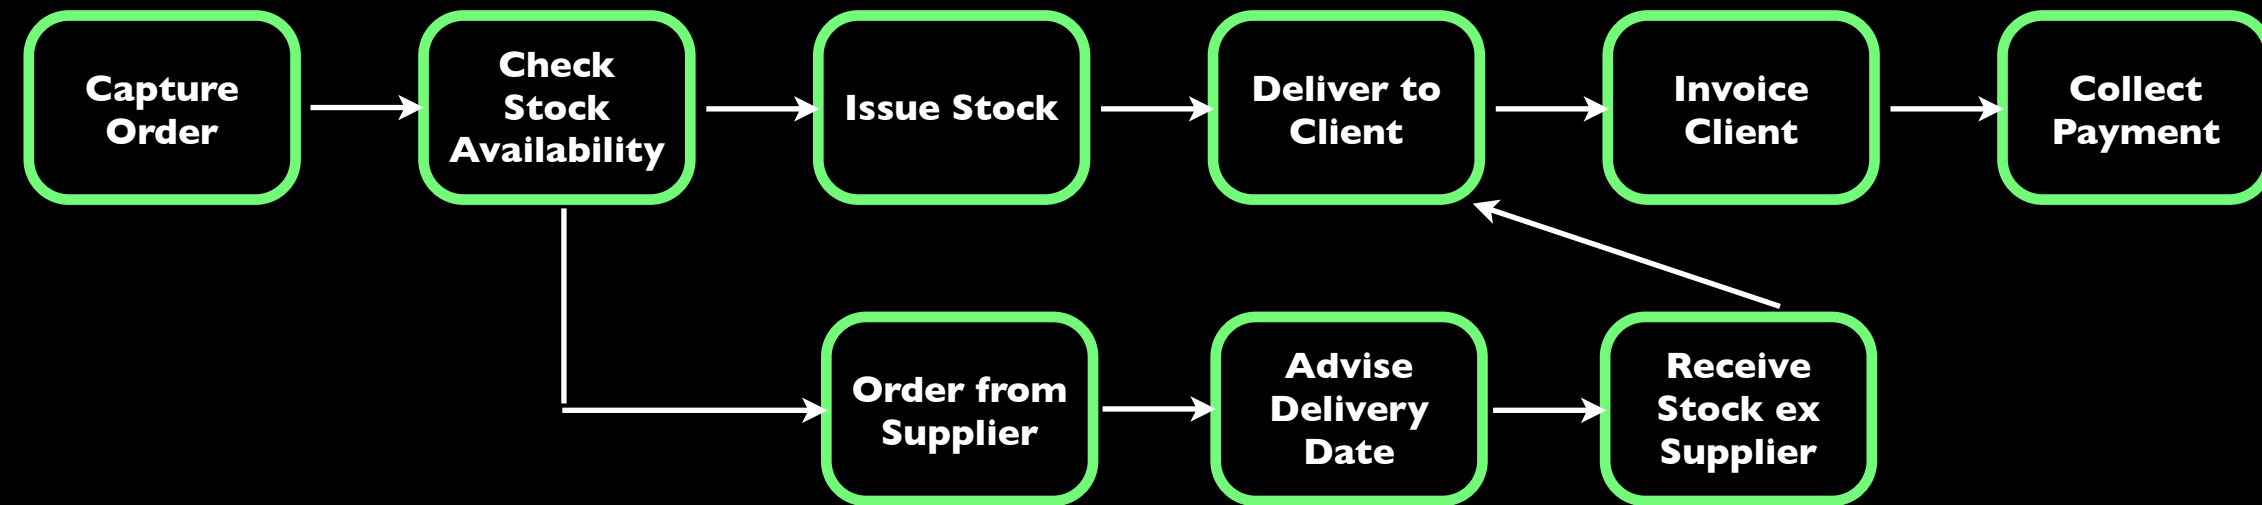 Capture
Order
Check
Stock
Availability
Issue Stock
Deliver to
Client
Invoice
Client
Collect
Payment
Order from
Supplier
Advise
Delivery
Date
Receive
Stock ex
Supplier